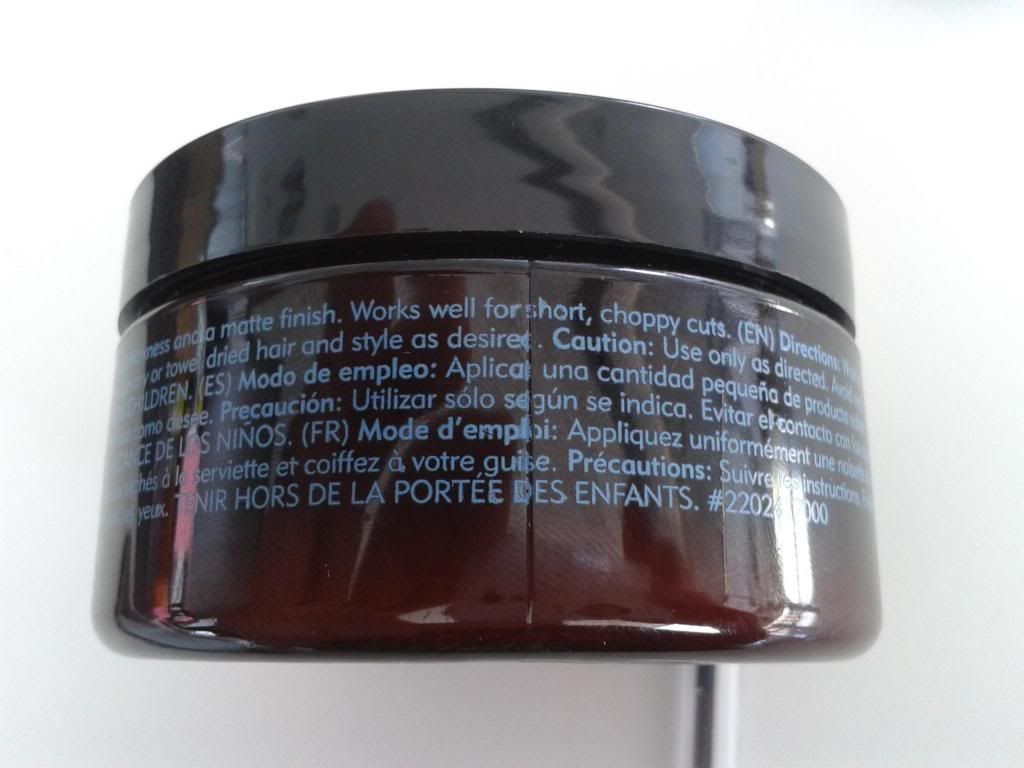 and a matte finish. Works well for short, choppy cuts. (EN) Directions:
or towel dried hair and style as desired. Caution: Use only as directed. Avoid
CHILDREN. (ES) Modo de empleo: Aplicar una cantidad pequeña de producto
como desee. Precaución: Utilizar sólo según se indica. Evitar el contacto con los
DE LOS NIÑOS. (FR) Mode d'emploi: Appliquez uniformément une noisette
à la serviette et coiffez à votre guise. Précautions: Suivre les instructions.
yeux. TENIR HORS DE LA PORTÉE DES ENFANTS.